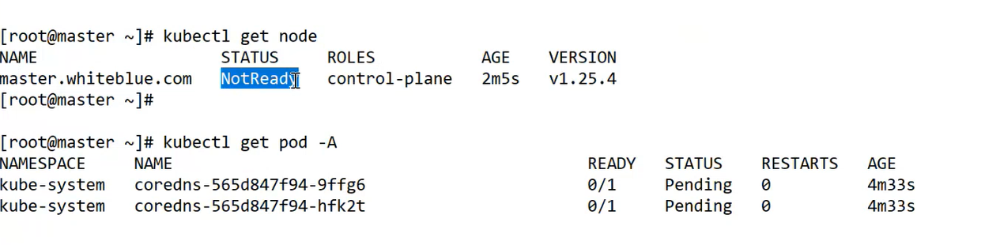 [root@master ~]# kubectl get node
NAME STATUS ROLES AGE VERSION
master.whiteblue.com NotReady control-plane 2m5s v1.25.4
[root@master ~]#
[root@master ~]# kubectl get pod -A
NAMESPACE NAME READY STATUS RESTARTS AGE
kube-system coredns-565d847f94-9ffg6 0/1 Pending 0 4m33s
kube-system coredns-565d847f94-hfk2t 0/1 Pending 0 4m33s